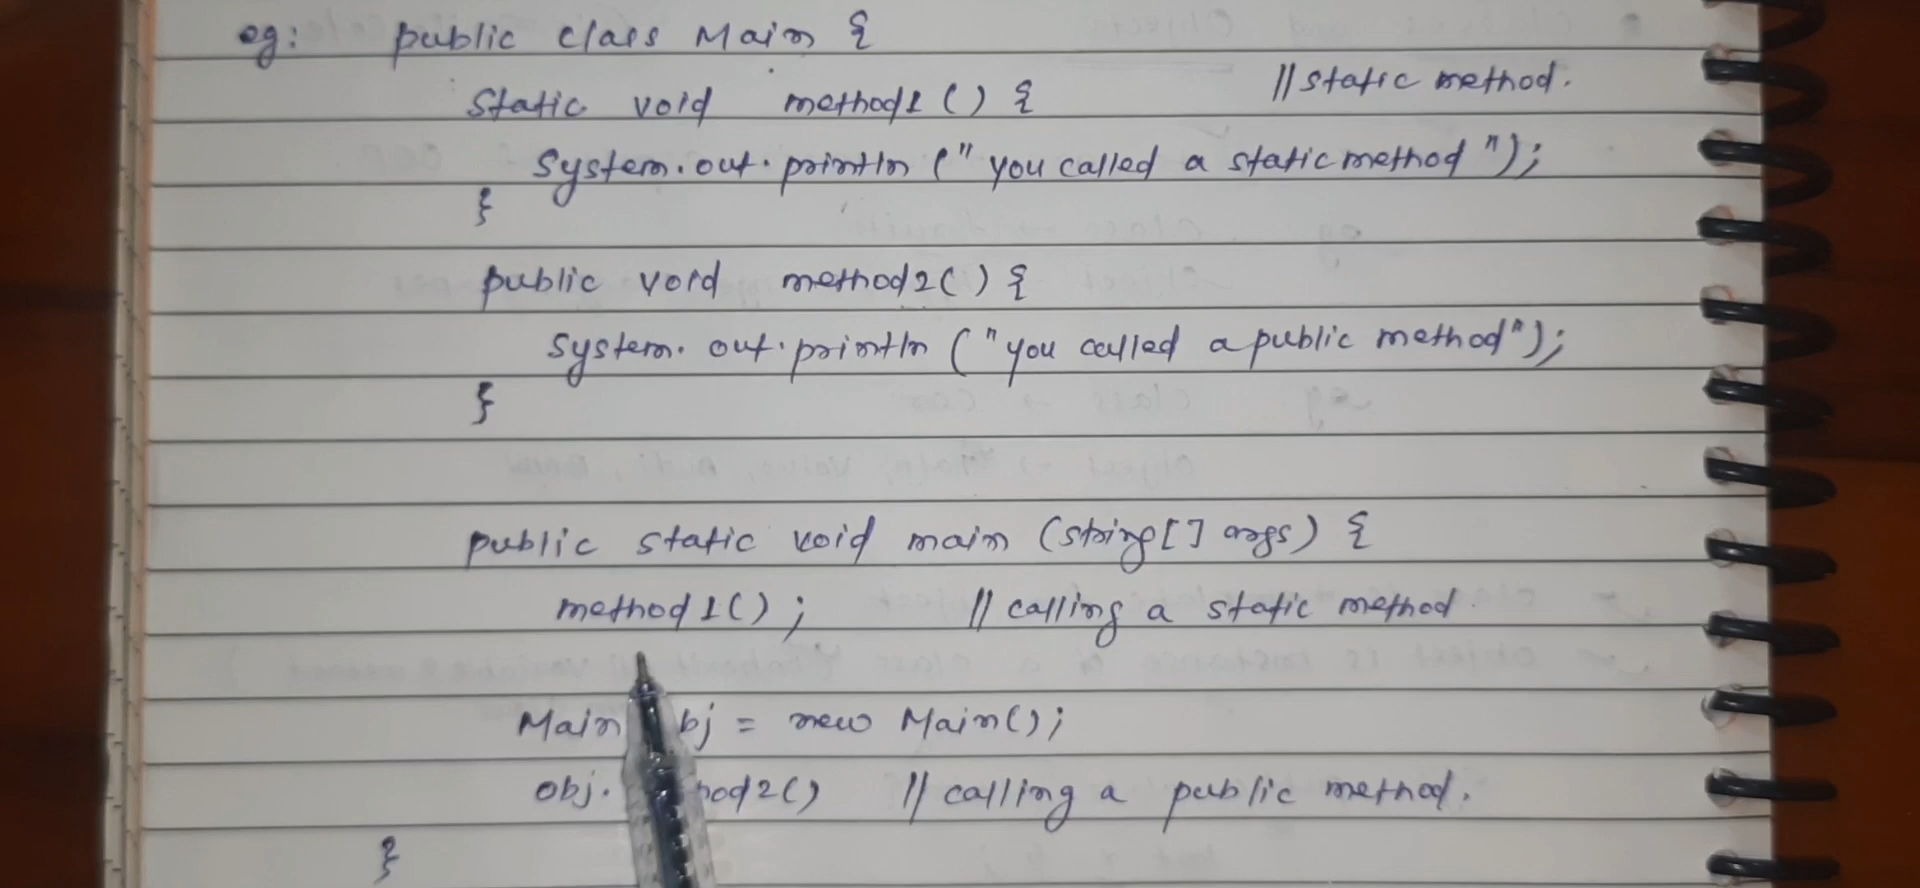 eg: public class Main {
static void method1 () { // static method.
System.out.println (" you called a static method ");
}
public void method2() {
System.out.println ("you called a public method");
}
public static void main (string[] args) {
method1(); // calling a static method
Main bj = new Main();
obj. hod2() // calling a public method.
}